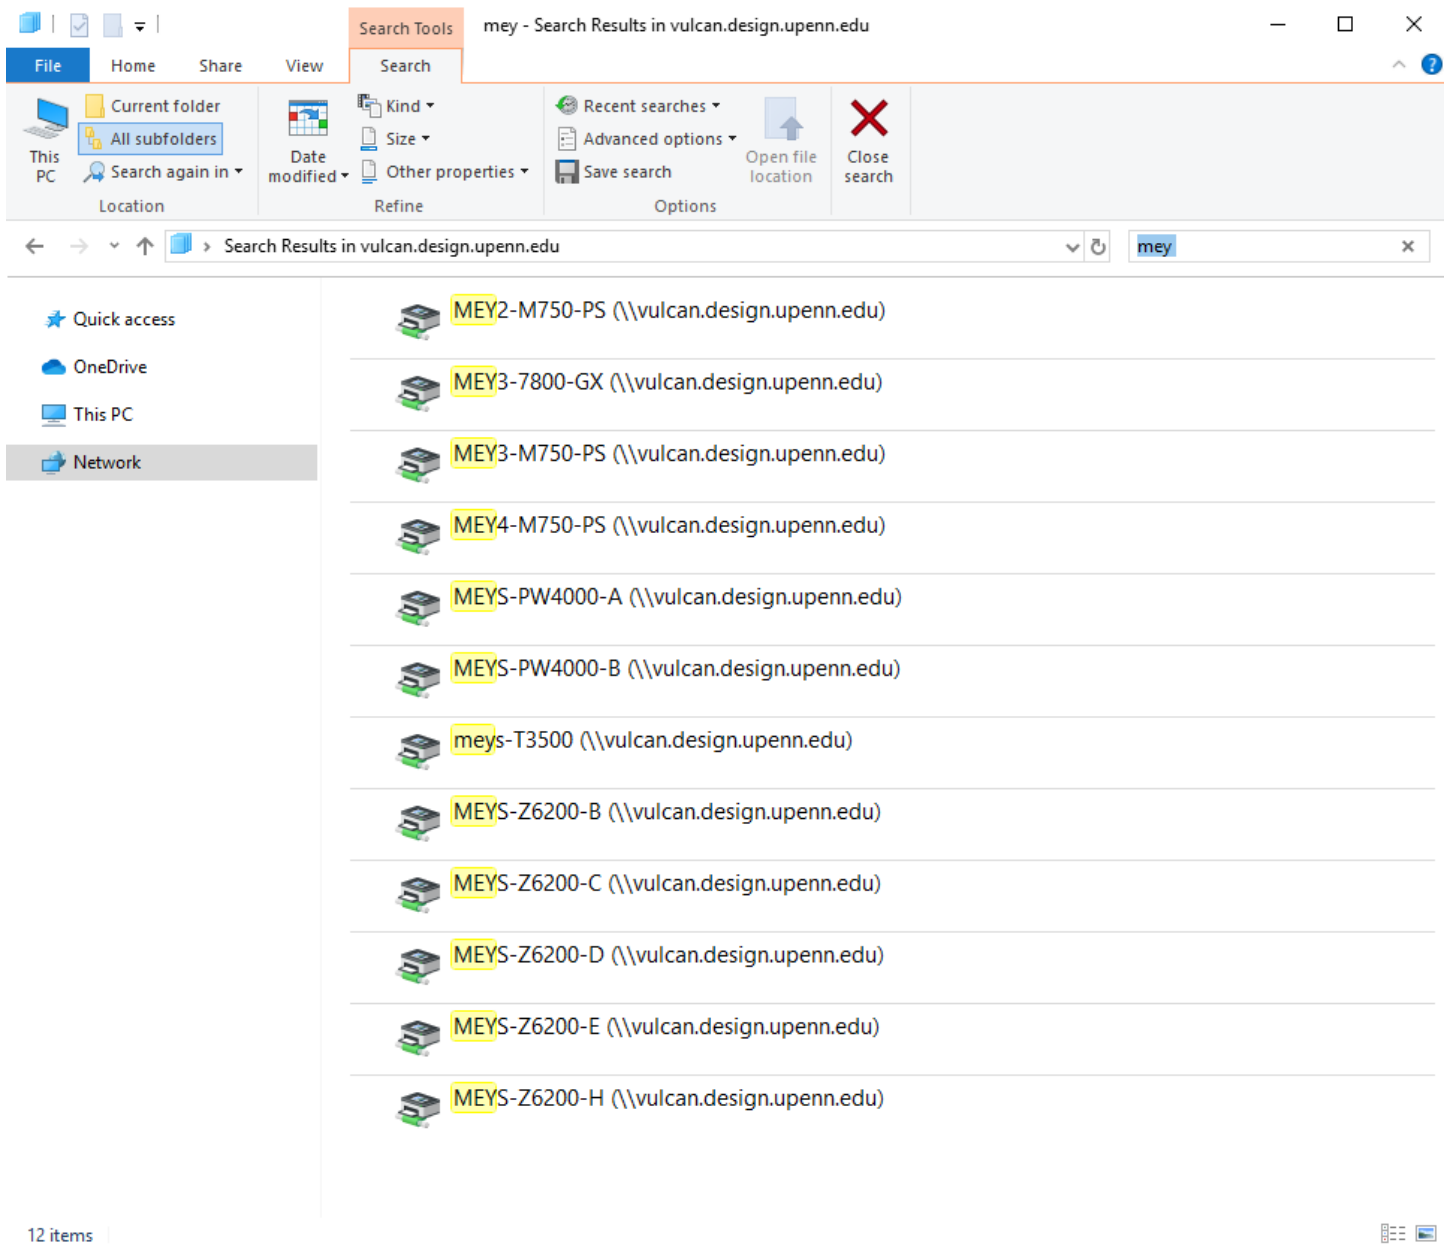 Search Tools mey - Search Results in vulcan.design.upenn.edu
File Home Share View Search
?
This PC
Current folder
All subfolders
Search again in
Location
Date modified
Kind
Size
Other properties
Refine
Recent searches
Advanced options
Save search
Open file location
Options
Close search
Search Results in vulcan.design.upenn.edu mey
Quick access
OneDrive
This PC
Network
MEY2-M750-PS (\\vulcan.design.upenn.edu)
MEY3-7800-GX (\\vulcan.design.upenn.edu)
MEY3-M750-PS (\\vulcan.design.upenn.edu)
MEY4-M750-PS (\\vulcan.design.upenn.edu)
MEYS-PW4000-A (\\vulcan.design.upenn.edu)
MEYS-PW4000-B (\\vulcan.design.upenn.edu)
meys-T3500 (\\vulcan.design.upenn.edu)
MEYS-Z6200-B (\\vulcan.design.upenn.edu)
MEYS-Z6200-C (\\vulcan.design.upenn.edu)
MEYS-Z6200-D (\\vulcan.design.upenn.edu)
MEYS-Z6200-E (\\vulcan.design.upenn.edu)
MEYS-Z6200-H (\\vulcan.design.upenn.edu)
12 items